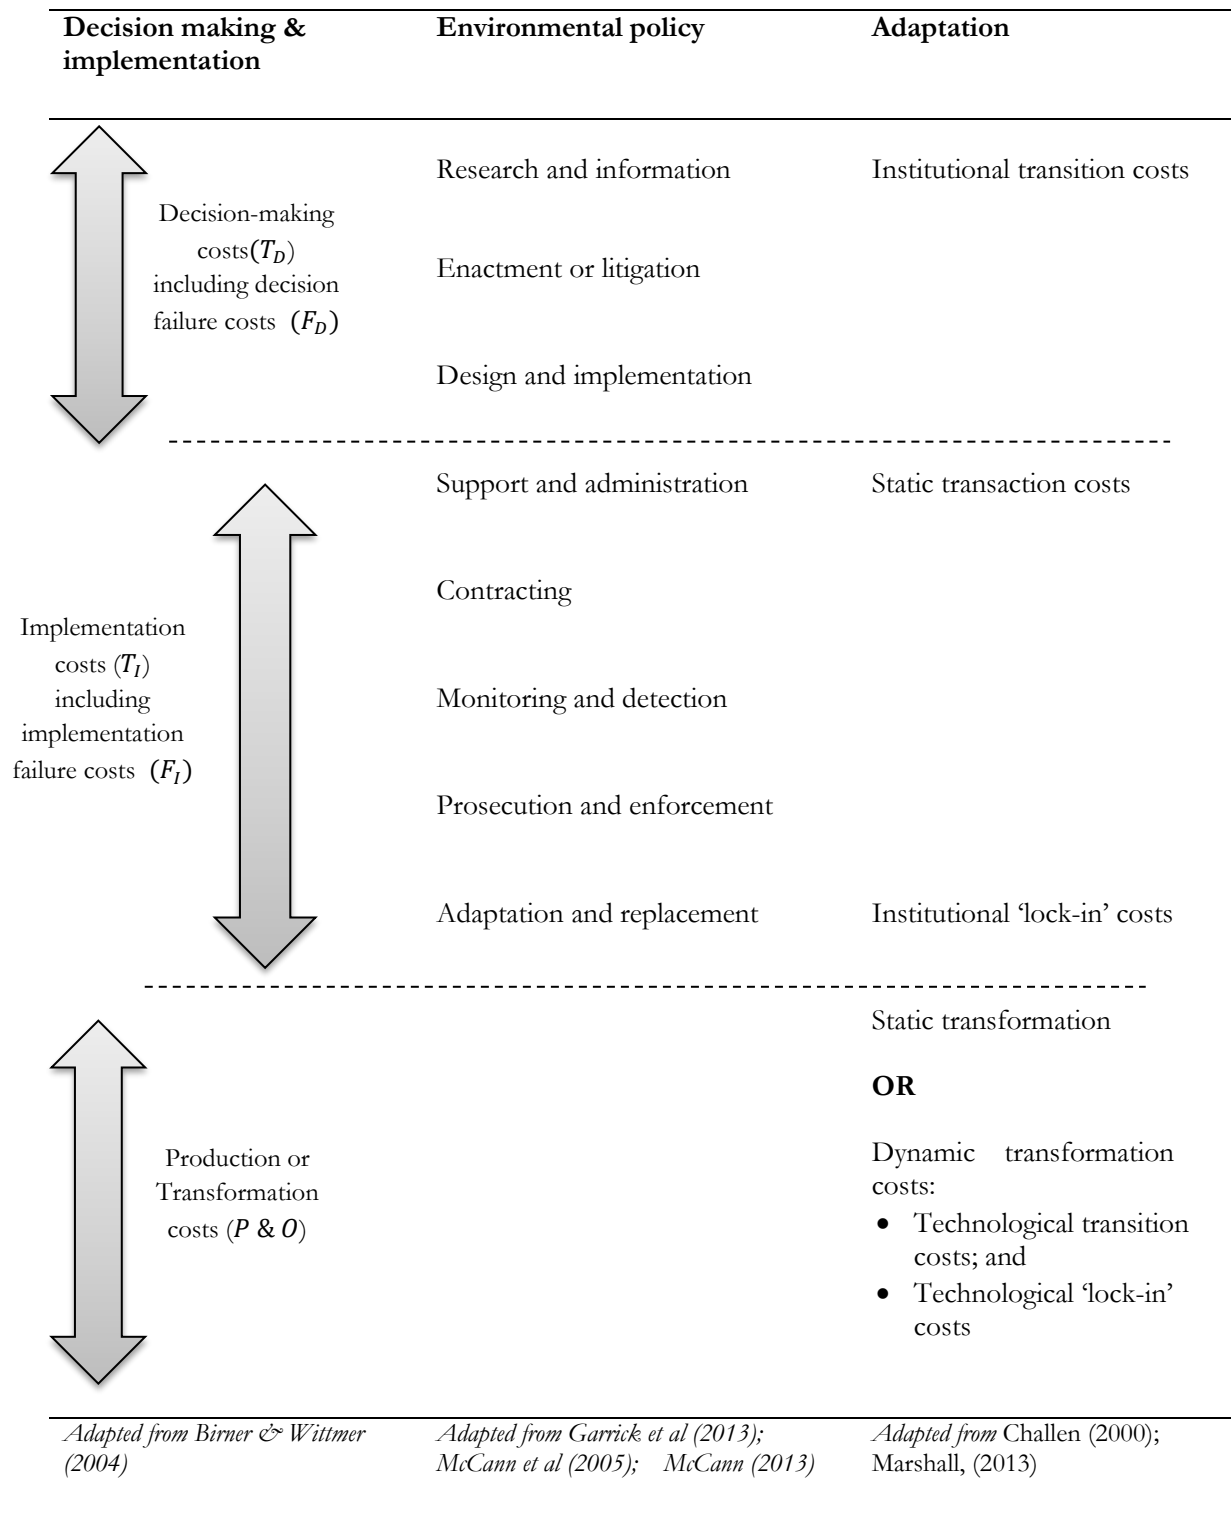 Decision making &
implementation
Environmental policy
Adaptation
Decision-making
costs(T_D)
including decision
failure costs (F_D)
Research and information
Institutional transition costs
Enactment or litigation
Design and implementation
Implementation
costs (T_I)
including
implementation
failure costs (F_I)
Support and administration
Static transaction costs
Contracting
Monitoring and detection
Prosecution and enforcement
Adaptation and replacement
Institutional ‘lock-in’ costs
Production or
Transformation
costs (P & O)
Static transformation
OR
Dynamic transformation
costs:
• Technological transition
costs; and
• Technological ‘lock-in’
costs
Adapted from Birner & Wittmer
(2004)
Adapted from Garrick et al (2013);
McCann et al (2005); McCann (2013)
Adapted from Challen (2000);
Marshall, (2013)